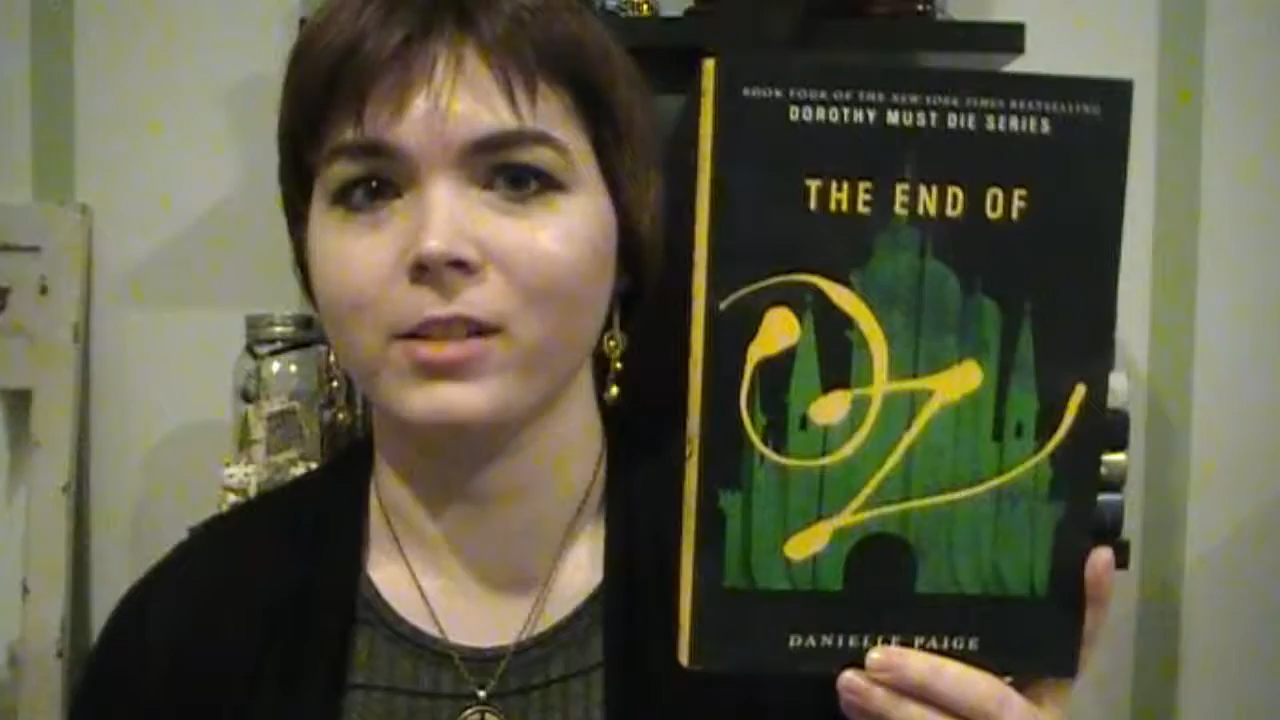 BOOK FOUR OF THE NEW YORK TIMES BESTSELLING
DOROTHY MUST DIE SERIES
THE END OF
OZ
DANIELLE PAIGE